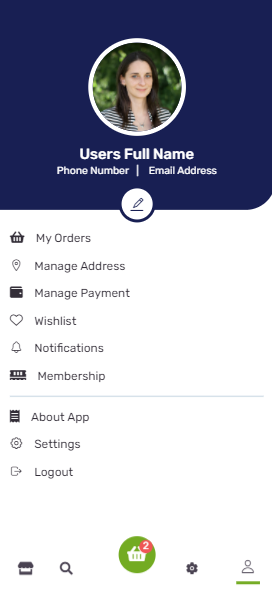 Users Full Name
Phone Number | Email Address
My Orders
Manage Address
Manage Payment
Wishlist
Notifications
Membership
About App
Settings
Logout
2